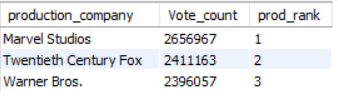 production_company Vote_count prod_rank
Marvel Studios 2656967 1
Twentieth Century Fox 2411163 2
Warner Bros. 2396057 3